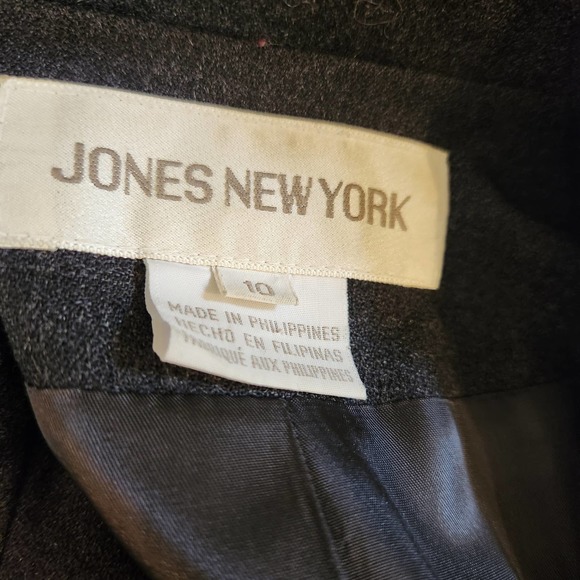 JONES NEW YORK
10
MADE IN PHILIPPINES
HECHO EN FILIPINAS
FABRIQUÉ AUX PHILIPPINES